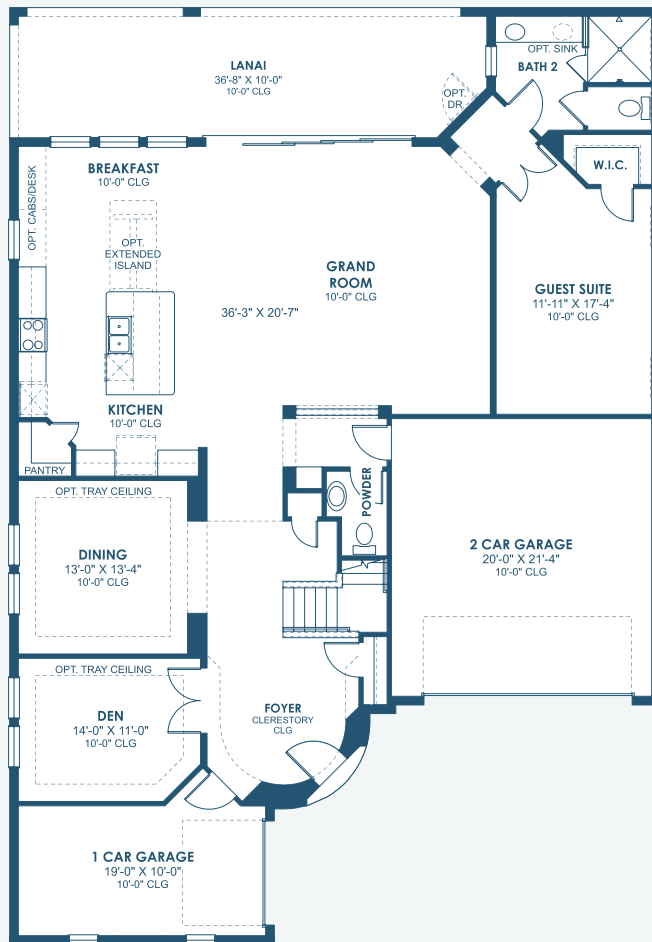 LANAI
36'-8" X 10'-0"
10'-0" CLG
OPT. SINK
BATH 2
OPT.
DR.
W.I.C.
BREAKFAST
10'-0" CLG
OPT. CABS/DESK
OPT.
EXTENDED
ISLAND
GRAND
ROOM
10'-0" CLG
36'-3" X 20'-7"
GUEST SUITE
11'-11" X 17'-4"
10'-0" CLG
KITCHEN
10'-0" CLG
PANTRY
POWDER
OPT. TRAY CEILING
DINING
13'-0" X 13'-4"
10'-0" CLG
2 CAR GARAGE
20'-0" X 21'-4"
10'-0" CLG
OPT. TRAY CEILING
DEN
14'-0" X 11'-0"
10'-0" CLG
FOYER
CLERESTORY
CLG
1 CAR GARAGE
19'-0" X 10'-0"
10'-0" CLG